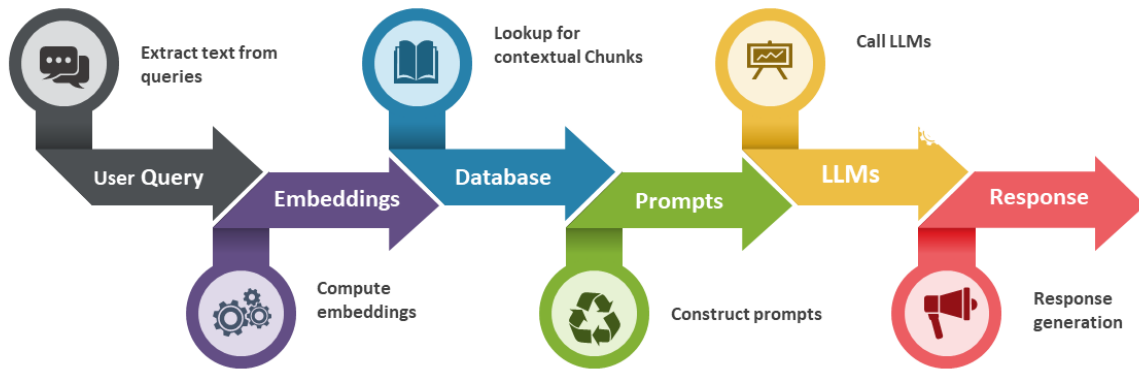 Extract text from
queries
Lookup for
contextual Chunks
Call LLMs
User Query
Embeddings
Database
Prompts
LLMs
Response
Compute
embeddings
Construct prompts
Response
generation